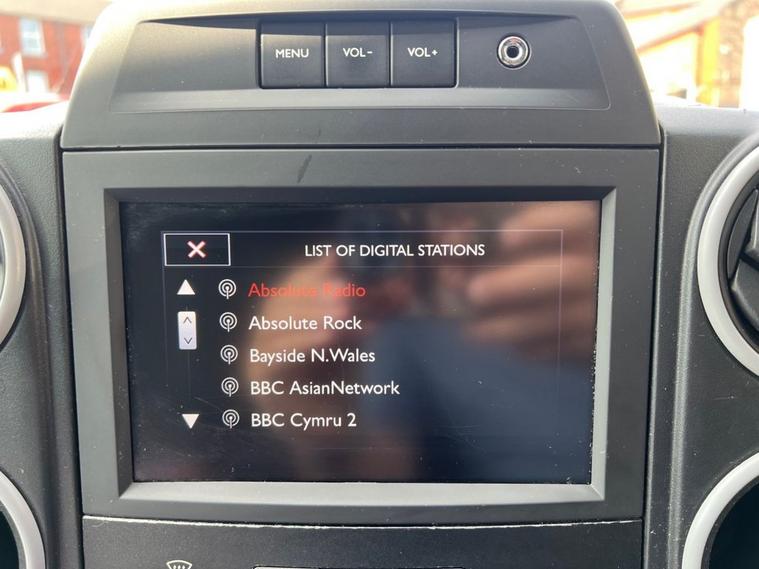 MENU
VOL-
VOL+
LIST OF DIGITAL STATIONS
Absolute Radio
Absolute Rock
Bayside N.Wales
BBC AsianNetwork
BBC Cymru 2